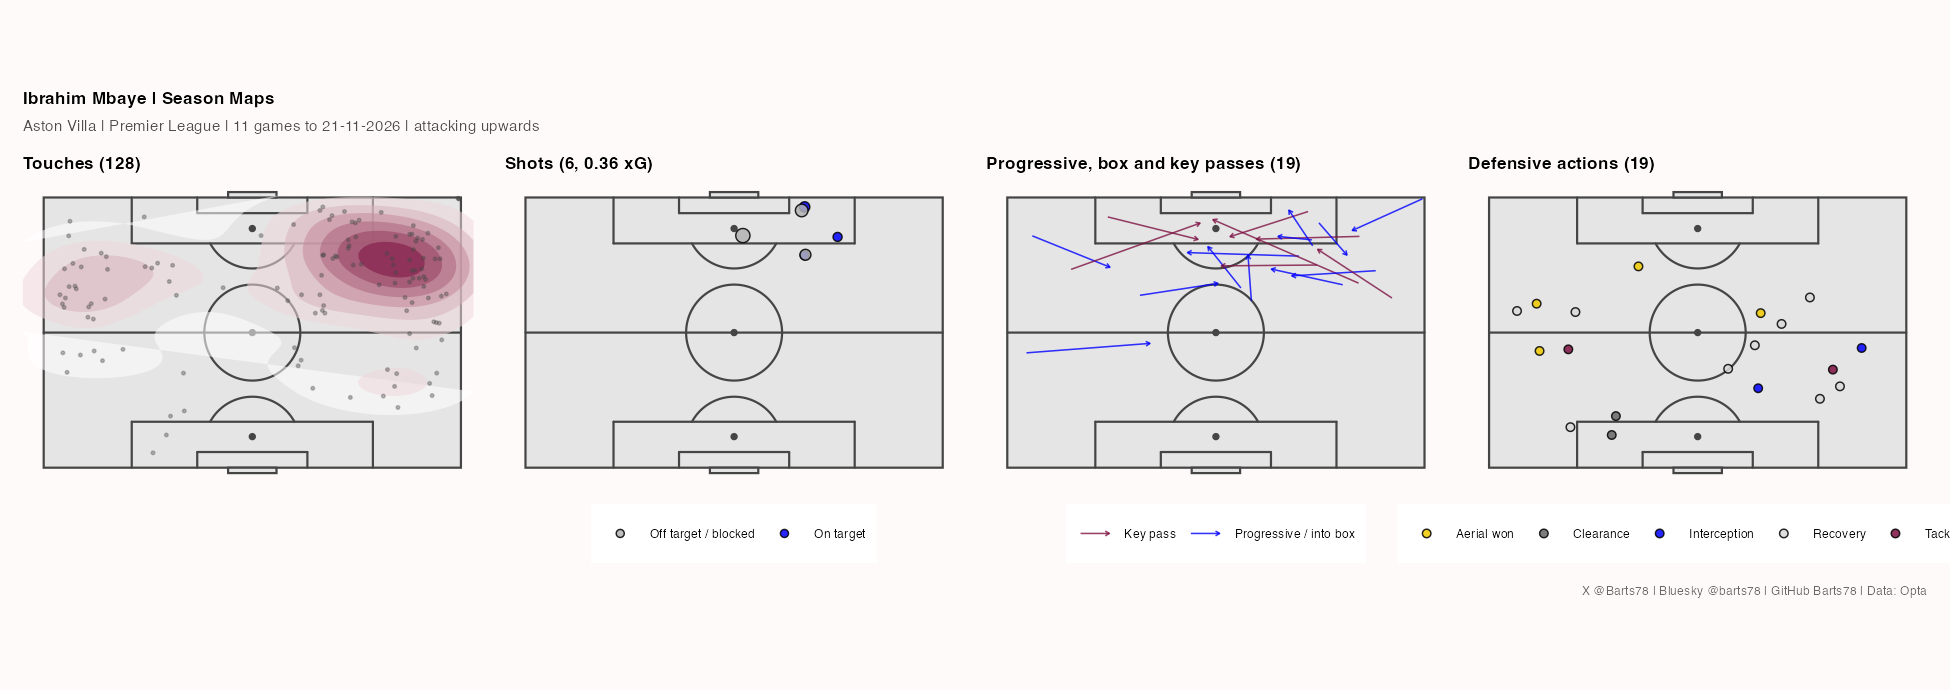 Ibrahim Mbaye | Season Maps
Aston Villa | Premier League | 11 games to 21-11-2026 | attacking upwards
Touches (128)
Shots (6, 0.36 xG)
Progressive, box and key passes (19)
Defensive actions (19)
Off target / blocked
On target
Key pass
Progressive / into box
Aerial won
Clearance
Interception
Recovery
Tack
X @Barts78 | Bluesky @barts78 | GitHub Barts78 | Data: Opta